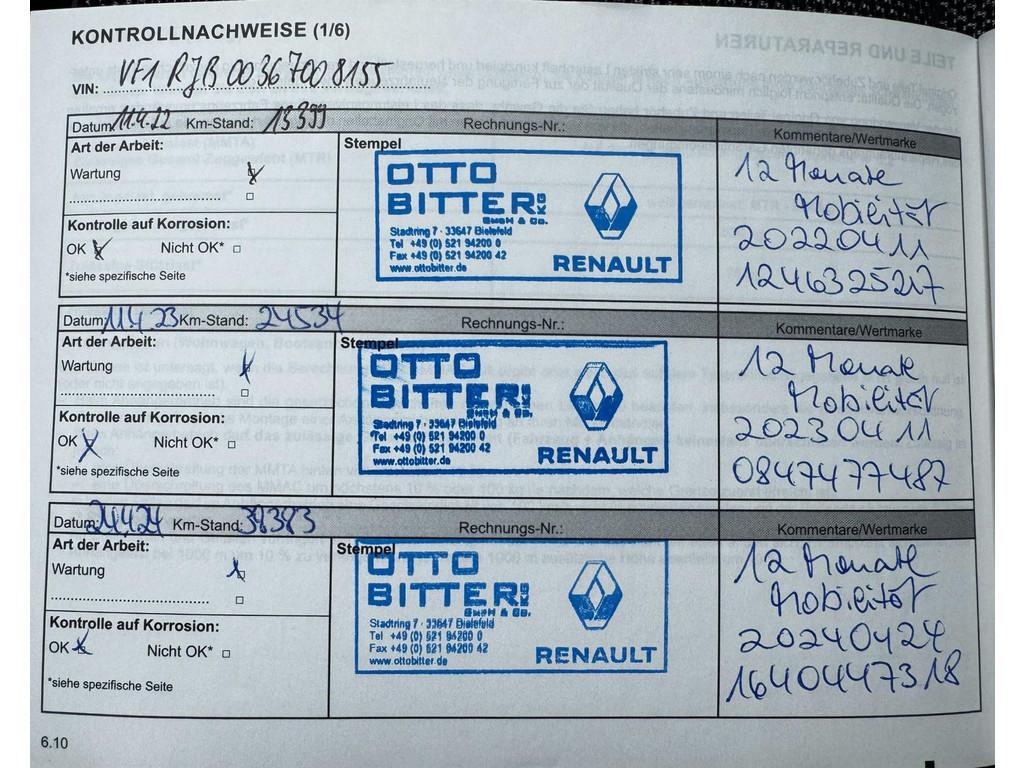 KONTROLLNACHWEISE (1/6)
VIN: VF1 RJB 00367008155
Datum: 11.4.22 Km-Stand: 13399 Rechnungs-Nr.: Kommentare/Wertmarke
Art der Arbeit:
Wartung
Kontrolle auf Korrosion:
OK Nicht OK*
*siehe spezifische Seite
Stempel
OTTO
BITTER KG
GmbH & Co.
Stadtring 7 · 33647 Bielefeld
Tel +49 (0) 521 94200 0
Fax +49 (0) 521 94200 42
www.ottobitter.de
RENAULT
12 Monate
Mobilität
20220411
1246325217
Datum: 11.4.23 Km-Stand: 24534 Rechnungs-Nr.: Kommentare/Wertmarke
Art der Arbeit:
Wartung
Kontrolle auf Korrosion:
OK Nicht OK*
*siehe spezifische Seite
Stempel
OTTO
BITTER KG
GmbH & Co.
Stadtring 7 · 33647 Bielefeld
Tel +49 (0) 521 94200 0
Fax +49 (0) 521 94200 42
www.ottobitter.de
RENAULT
12 Monate
Mobilität
20230411
0847477487
Datum: 24.4.24 Km-Stand: 38383 Rechnungs-Nr.: Kommentare/Wertmarke
Art der Arbeit:
Wartung
Kontrolle auf Korrosion:
OK Nicht OK*
*siehe spezifische Seite
Stempel
OTTO
BITTER KG
GmbH & Co.
Stadtring 7 · 33647 Bielefeld
Tel +49 (0) 521 94200 0
Fax +49 (0) 521 94200 42
www.ottobitter.de
RENAULT
12 Monate
Mobilität
20240424
16404473 18
6.10